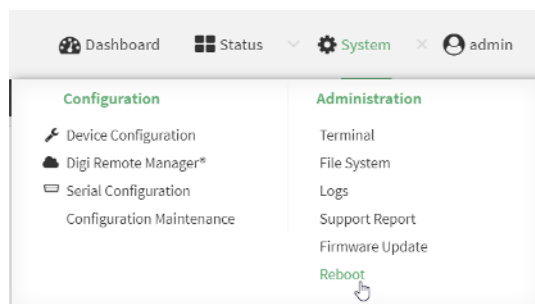 Dashboard Status System admin
Configuration
Device Configuration
Digi Remote Manager®
Serial Configuration
Configuration Maintenance
Administration
Terminal
File System
Logs
Support Report
Firmware Update
Reboot